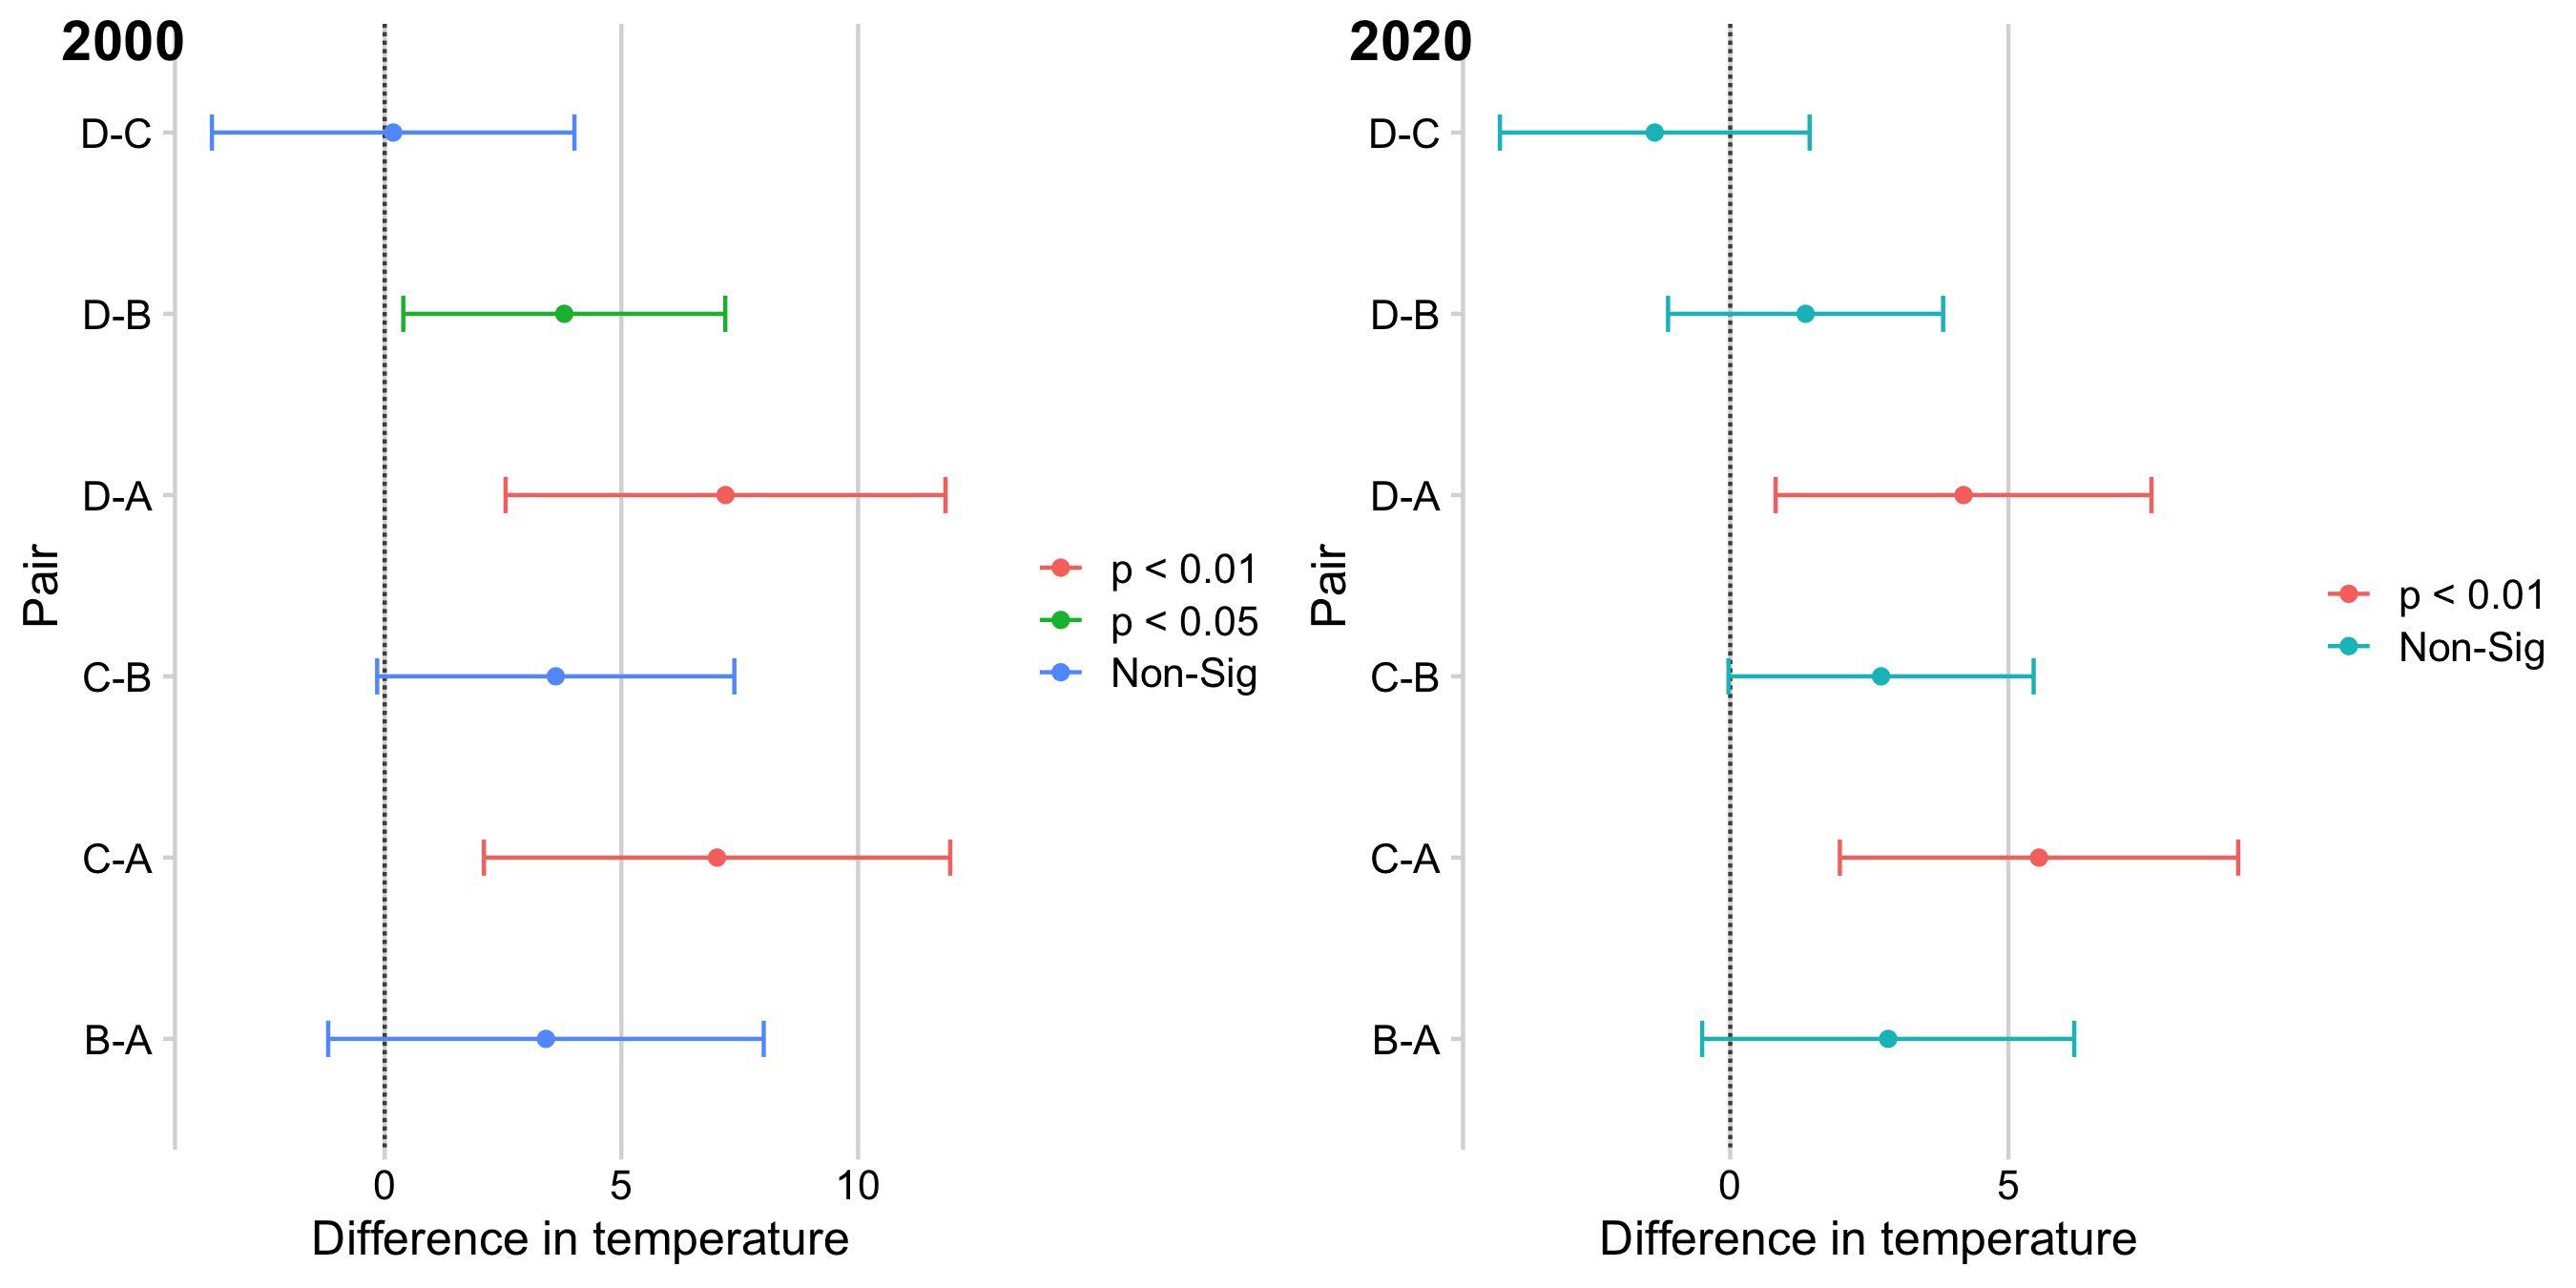 2000
D-C
D-B
D-A
C-B
C-A
B-A
Pair
0 5 10
Difference in temperature
p < 0.01
p < 0.05
Non-Sig
2020
D-C
D-B
D-A
C-B
C-A
B-A
Pair
0 5
Difference in temperature
p < 0.01
Non-Sig